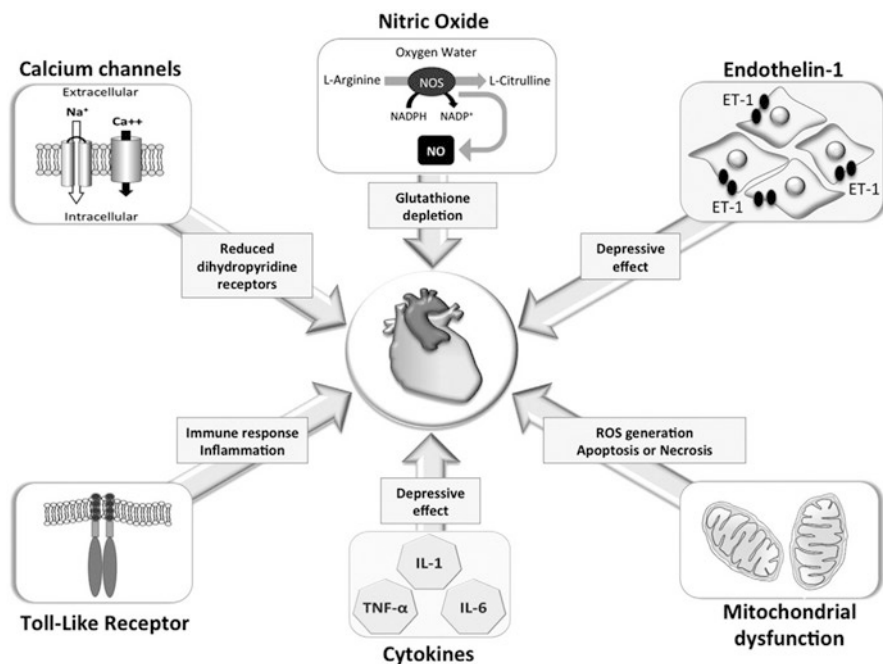 Nitric Oxide
Oxygen Water
L-Arginine
NOS
L-Citrulline
NADPH
NADP⁺
NO
Glutathione
depletion
Calcium channels
Extracellular
Na⁺
Ca++
Intracellular
Reduced
dihydropyridine
receptors
Endothelin-1
ET-1
ET-1
ET-1
Depressive
effect
Immune response
Inflammation
Toll-Like Receptor
Depressive
effect
IL-1
TNF-α
IL-6
Cytokines
ROS generation
Apoptosis or Necrosis
Mitochondrial
dysfunction